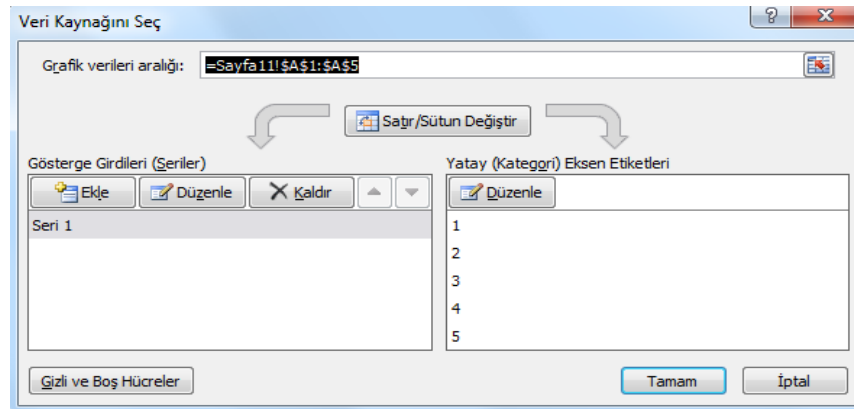 Veri Kaynağını Seç
Grafik verileri aralığı: =Sayfa11!$A$1:$A$5
Satır/Sütun Değiştir
Gösterge Girdileri (Seriler)
Ekle Düzenle Kaldır
Seri 1
Yatay (Kategori) Eksen Etiketleri
Düzenle
1
2
3
4
5
Gizli ve Boş Hücreler Tamam İptal